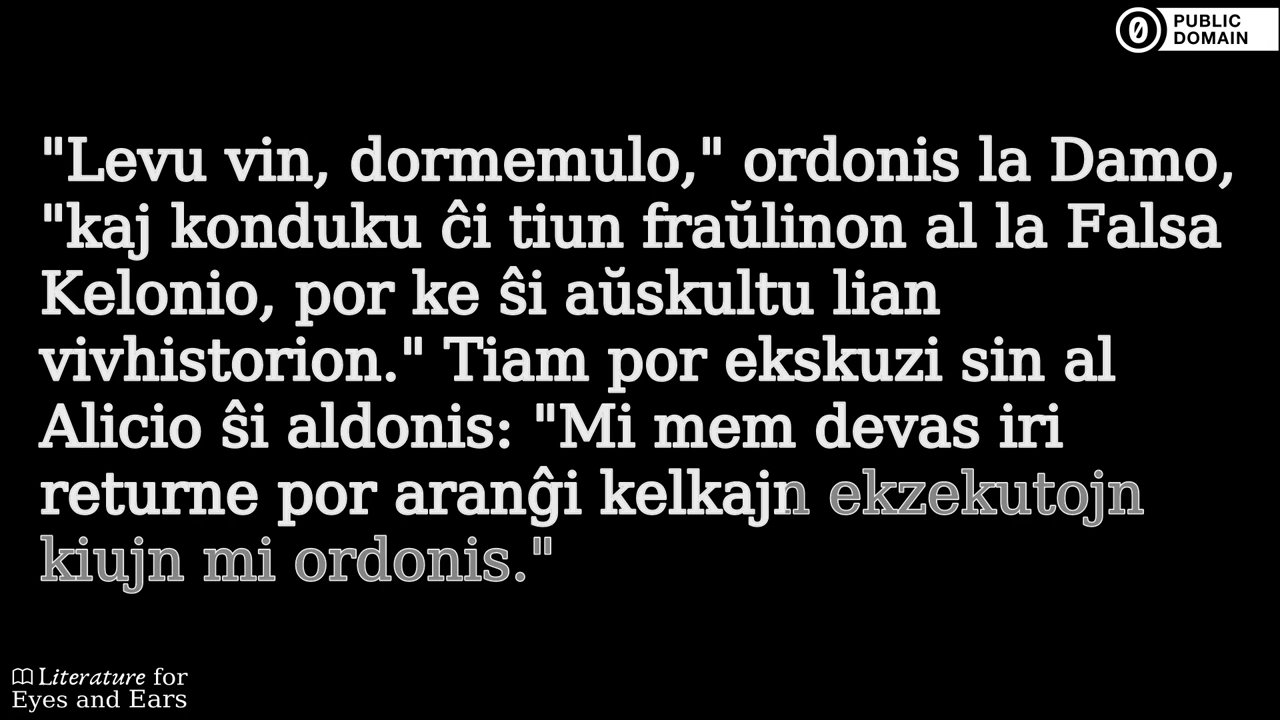 PUBLIC
DOMAIN
"Levu vin, dormemulo," ordonis la Damo,
"kaj konduku ĉi tiun fraŭlinon al la Falsa
Kelonio, por ke ŝi aŭskultu lian
vivhistorion." Tiam por ekskuzi sin al
Alicio ŝi aldonis: "Mi mem devas iri
returne por aranĝi kelkajn ekzekutojn
kiujn mi ordonis."
Literature for
Eyes and Ears